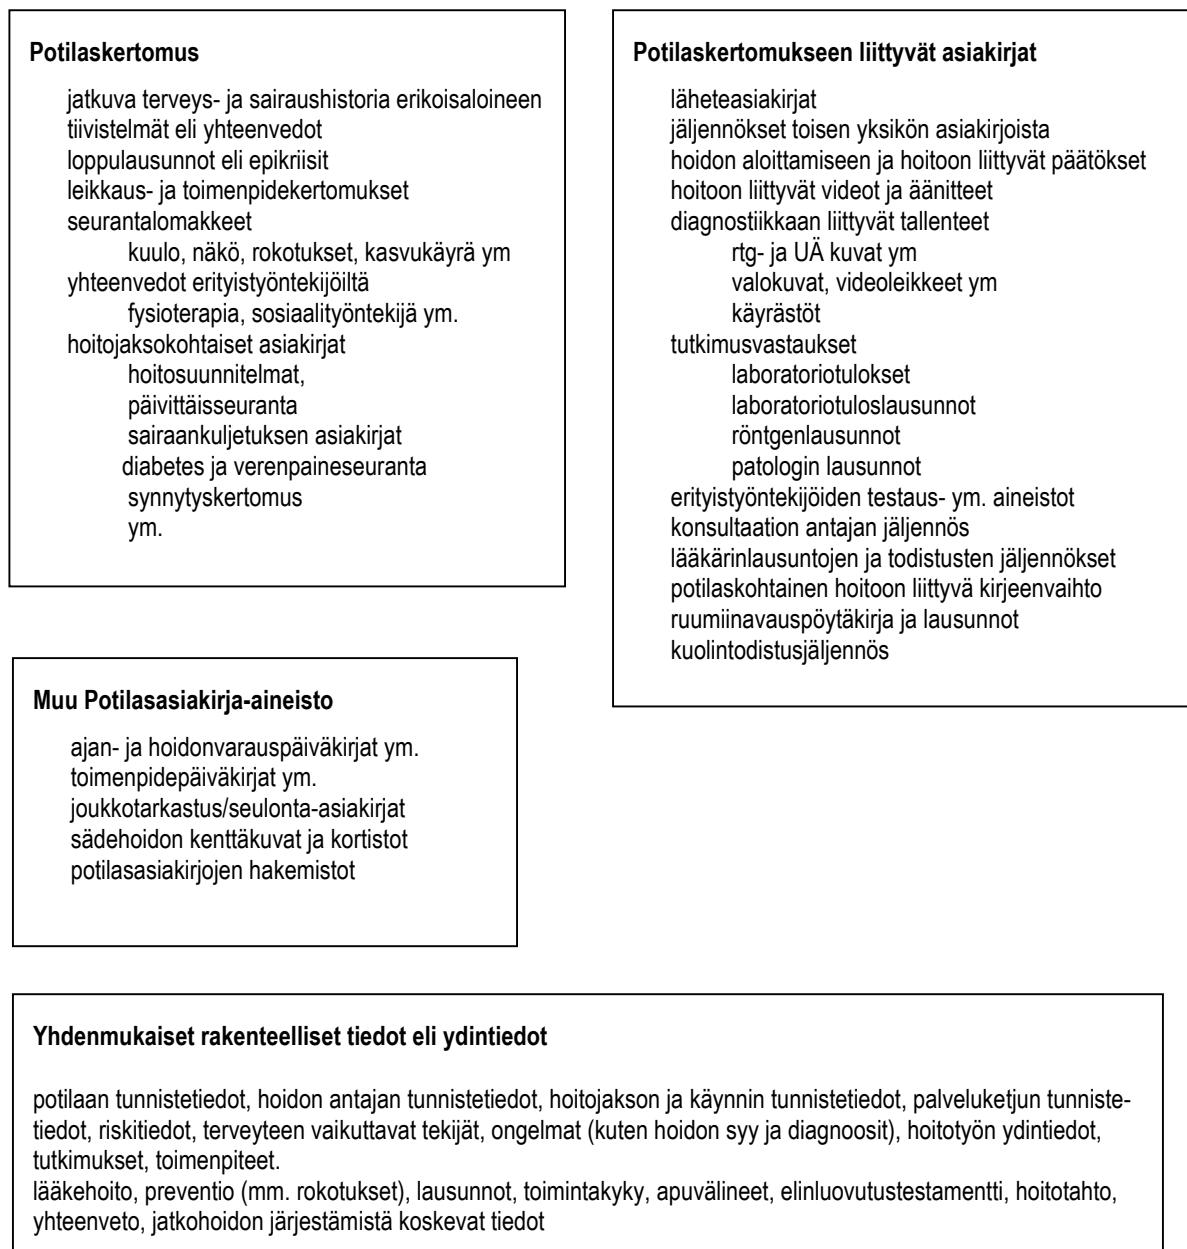 Potilaskertomus
jatkuva terveys- ja sairaushistoria erikoisaloineen
tiivistelmät eli yhteenvedot
loppulausunnot eli epikriisit
leikkaus- ja toimenpidekertomukset
seurantalomakkeet
kuulo, näkö, rokotukset, kasvukäyrä ym
yhteenvedot erityistyöntekijöiltä
fysioterapia, sosiaalityöntekijä ym.
hoitojaksokohtaiset asiakirjat
hoitosuunnitelmat,
päivittäisseuranta
sairaankuljetuksen asiakirjat
diabetes ja verenpaineseuranta
synnytyskertomus
ym.
Potilaskertomukseen liittyvät asiakirjat
läheteasiakirjat
jäljennökset toisen yksikön asiakirjoista
hoidon aloittamiseen ja hoitoon liittyvät päätökset
hoitoon liittyvät videot ja äänitteet
diagnostiikkaan liittyvät tallenteet
rtg- ja UÄ kuvat ym
valokuvat, videoleikkeet ym
käyrästöt
tutkimusvastaukset
laboratoriotulokset
laboratoriotuloslausunnot
röntgenlausunnot
patologin lausunnot
erityistyöntekijöiden testaus- ym. aineistot
konsultaation antajan jäljennös
lääkärinlausuntojen ja todistusten jäljennökset
potilaskohtainen hoitoon liittyvä kirjeenvaihto
ruumiinavauspöytäkirja ja lausunnot
kuolintodistusjäljennös
Muu Potilasasiakirja-aineisto
ajan- ja hoidonvarauspäiväkirjat ym.
toimenpidepäiväkirjat ym.
joukkotarkastus/seulonta-asiakirjat
sädehoidon kenttäkuvat ja kortistot
potilasasiakirjojen hakemistot
Yhdenmukaiset rakenteelliset tiedot eli ydintiedot
potilaan tunnistetiedot, hoidon antajan tunnistetiedot, hoitojakson ja käynnin tunnistetiedot, palveluketjun tunniste-
tiedot, riskitiedot, terveyteen vaikuttavat tekijät, ongelmat (kuten hoidon syy ja diagnoosit), hoitotyön ydintiedot,
tutkimukset, toimenpiteet.
lääkehoito, preventio (mm. rokotukset), lausunnot, toimintakyky, apuvälineet, elinluovutustestamentti, hoitotahto,
yhteenveto, jatkohoidon järjestämistä koskevat tiedot